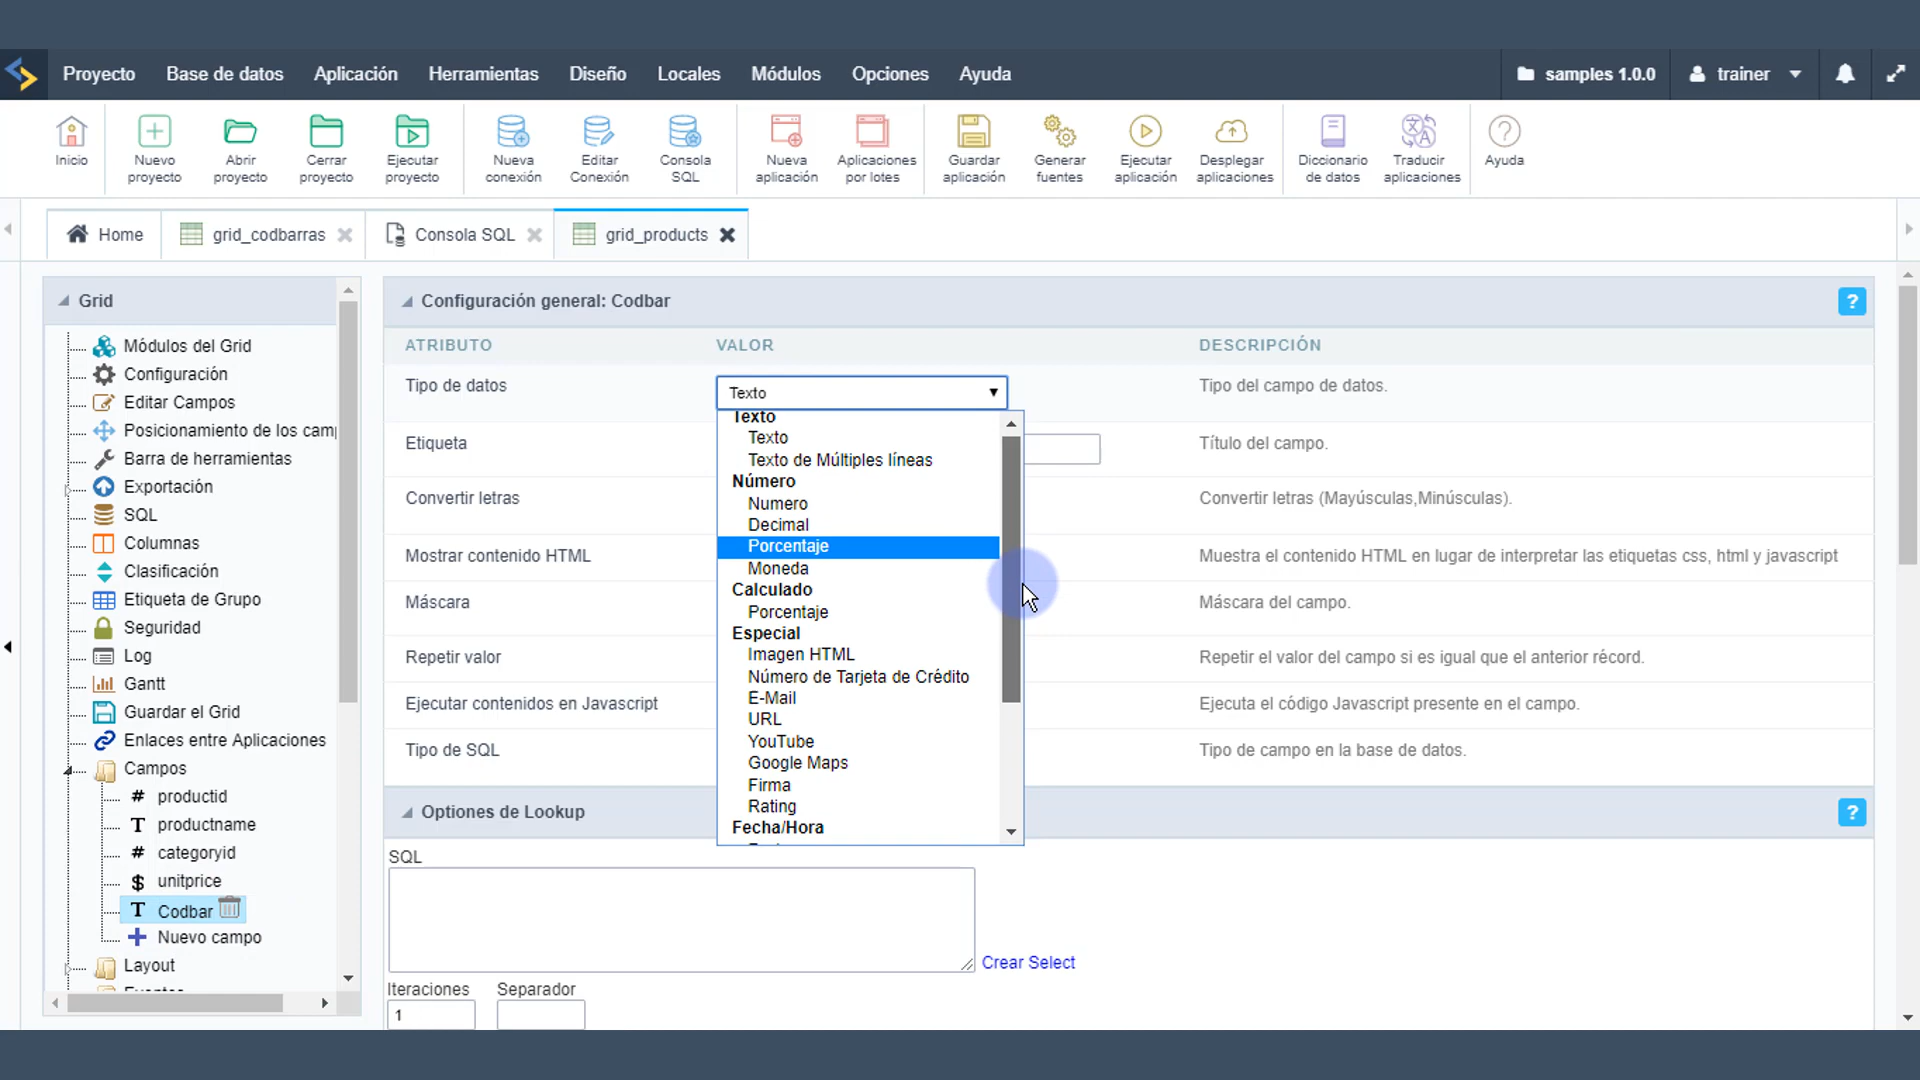 Proyecto Base de datos Aplicación Herramientas Diseño Locales Módulos Opciones Ayuda samples 1.0.0 trainer
Inicio
Nuevo proyecto
Abrir proyecto
Cerrar proyecto
Ejecutar proyecto
Nueva conexión
Editar Conexión
Consola SQL
Nueva aplicación
Aplicaciones por lotes
Guardar aplicación
Generar fuentes
Ejecutar aplicación
Desplegar aplicaciones
Diccionario de datos
Traducir aplicaciones
Ayuda
Home grid_codbarras Consola SQL grid_products
Grid
Módulos del Grid
Configuración
Editar Campos
Posicionamiento de los cam
Barra de herramientas
Exportación
SQL
Columnas
Clasificación
Etiqueta de Grupo
Seguridad
Log
Gantt
Guardar el Grid
Enlaces entre Aplicaciones
Campos
# productid
T productname
# categoryid
$ unitprice
T Codbar
Nuevo campo
Layout
Configuración general: Codbar ?
ATRIBUTO VALOR DESCRIPCIÓN
Tipo de datos Texto Tipo del campo de datos.
Etiqueta Título del campo.
Convertir letras Convertir letras (Mayúsculas,Minúsculas).
Mostrar contenido HTML Muestra el contenido HTML en lugar de interpretar las etiquetas css, html y javascript
Máscara Máscara del campo.
Repetir valor Repetir el valor del campo si es igual que el anterior récord.
Ejecutar contenidos en Javascript Ejecuta el código Javascript presente en el campo.
Tipo de SQL Tipo de campo en la base de datos.
Texto
Texto
Texto de Múltiples líneas
Número
Numero
Decimal
Porcentaje
Moneda
Calculado
Porcentaje
Especial
Imagen HTML
Número de Tarjeta de Crédito
E-Mail
URL
YouTube
Google Maps
Firma
Rating
Fecha/Hora
Optiones de Lookup ?
SQL
Crear Select
Iteraciones Separador
1